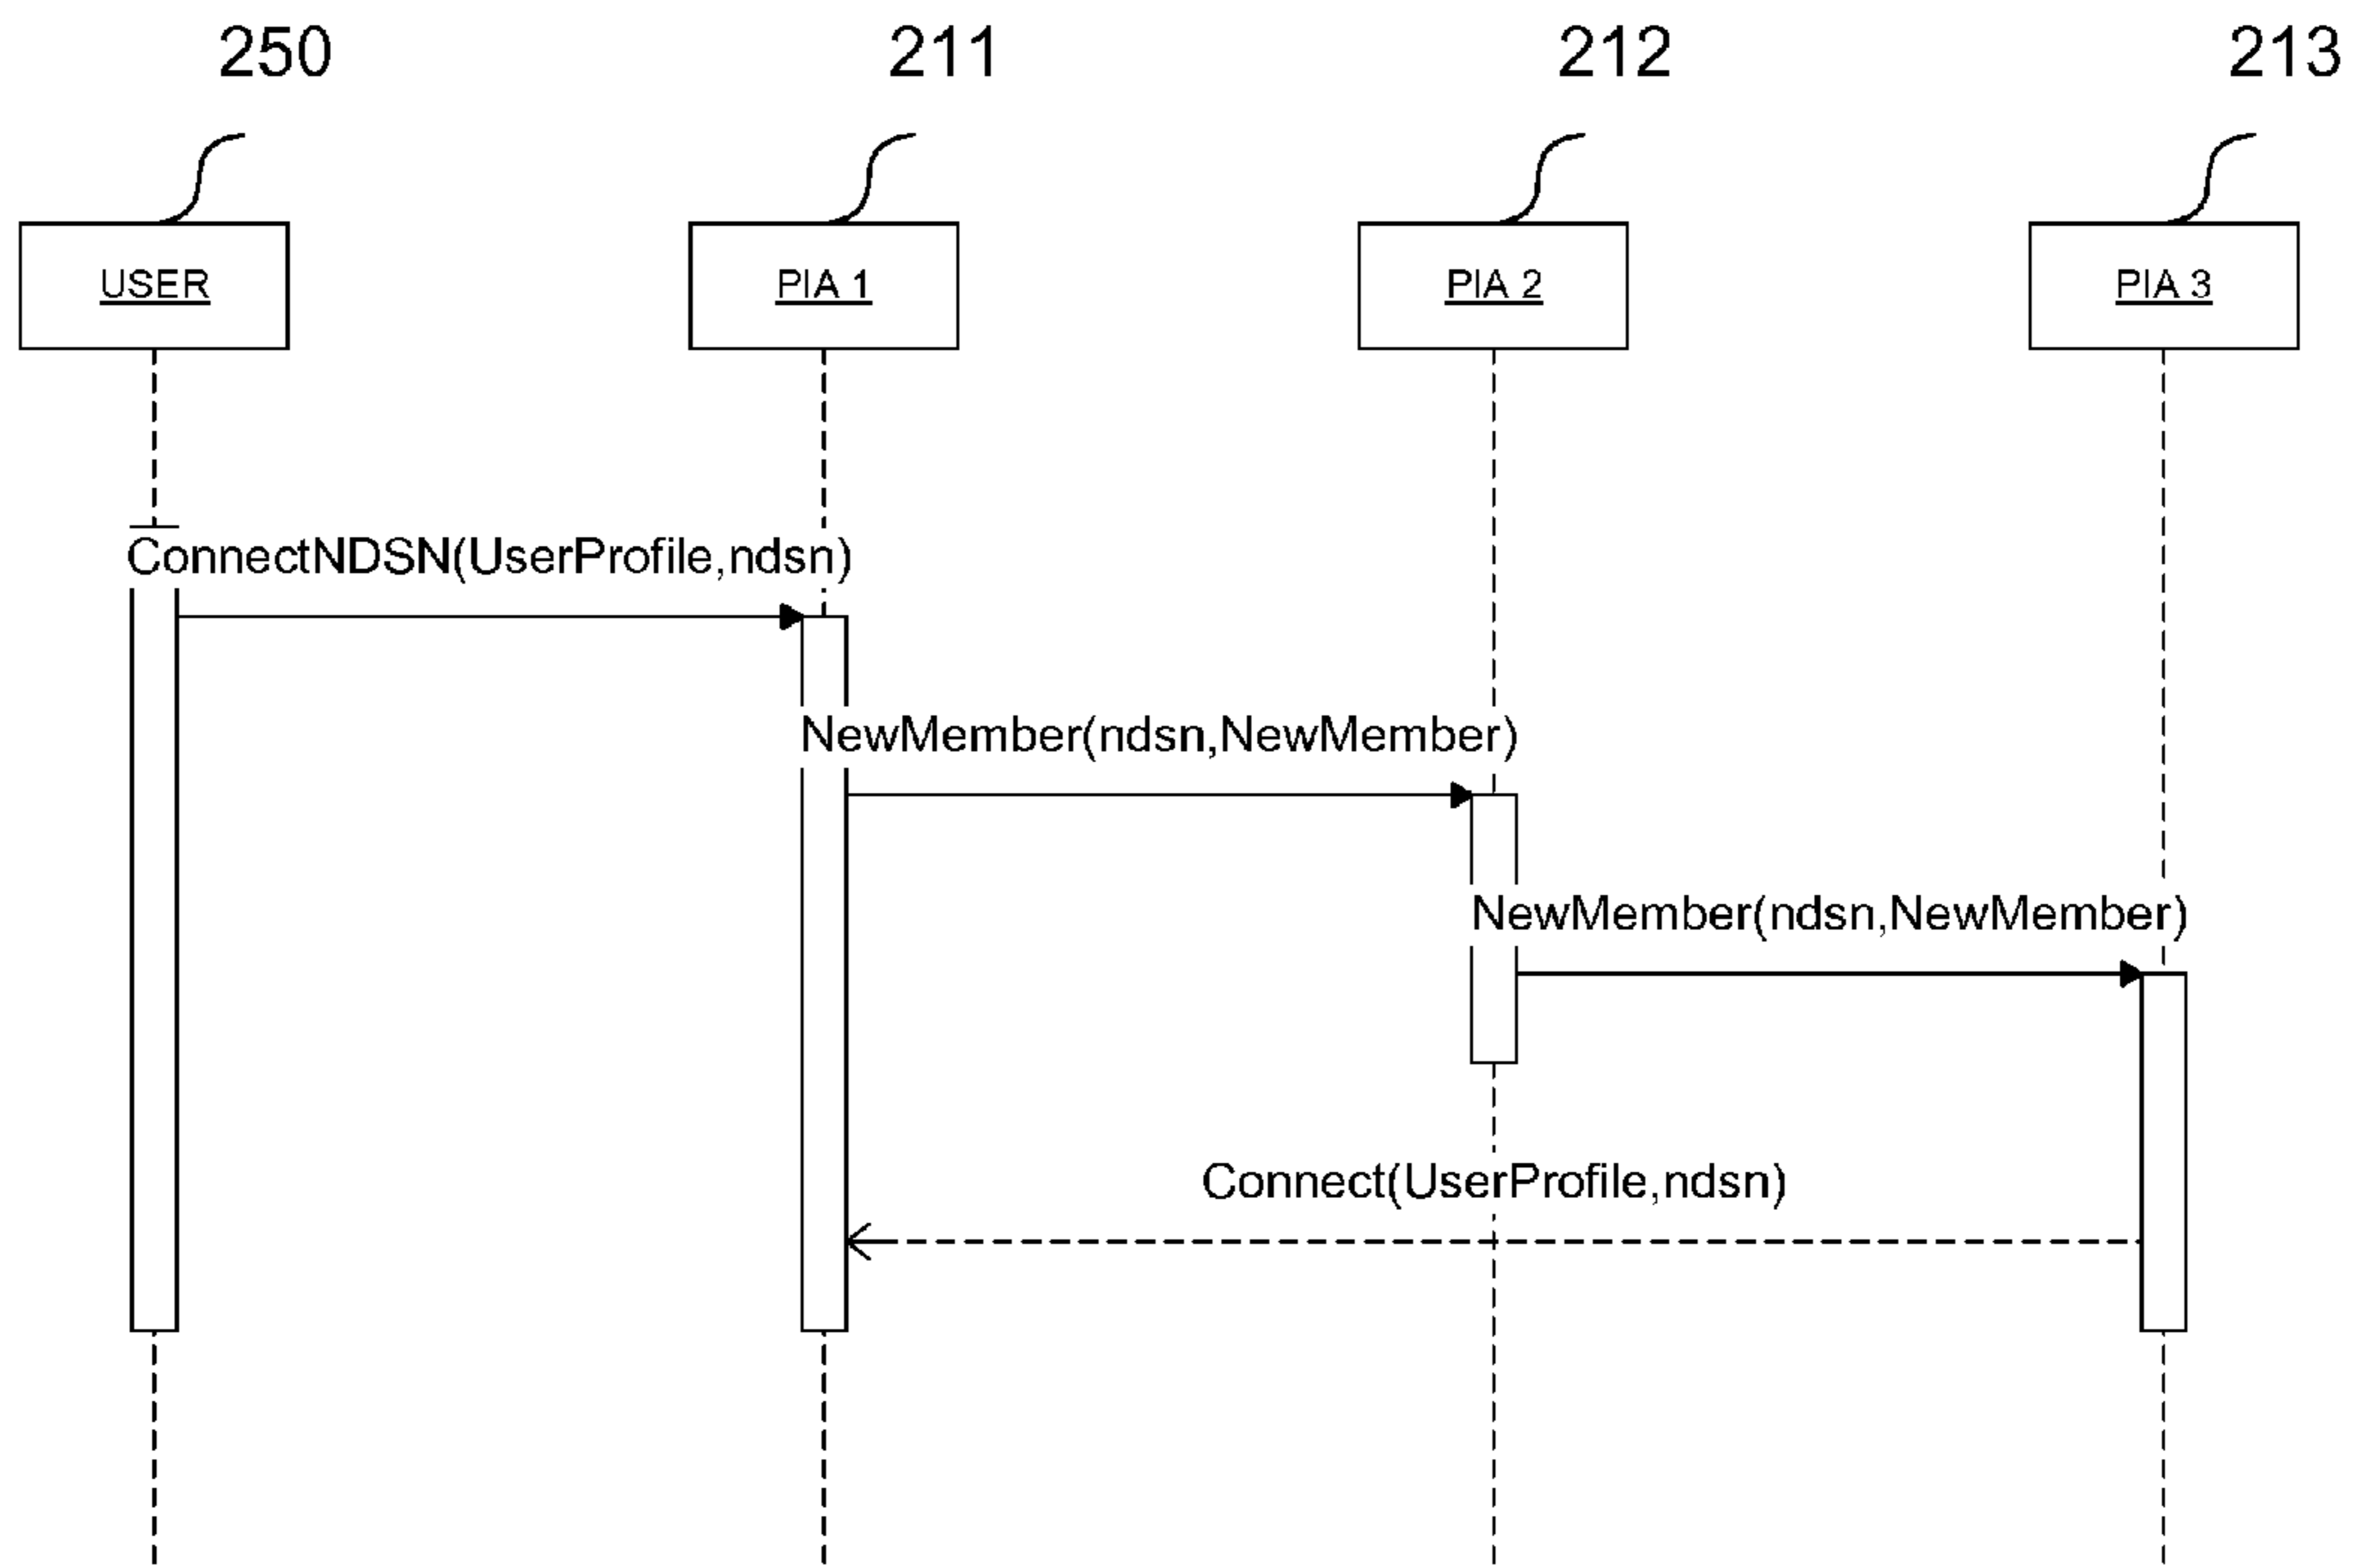 250
211
212
213
USER
PIA 1
PIA 2
PIA 3
ConnectNDSN(UserProfile,ndsn)
NewMember(ndsn,NewMember)
NewMember(ndsn,NewMember)
Connect(UserProfile,ndsn)